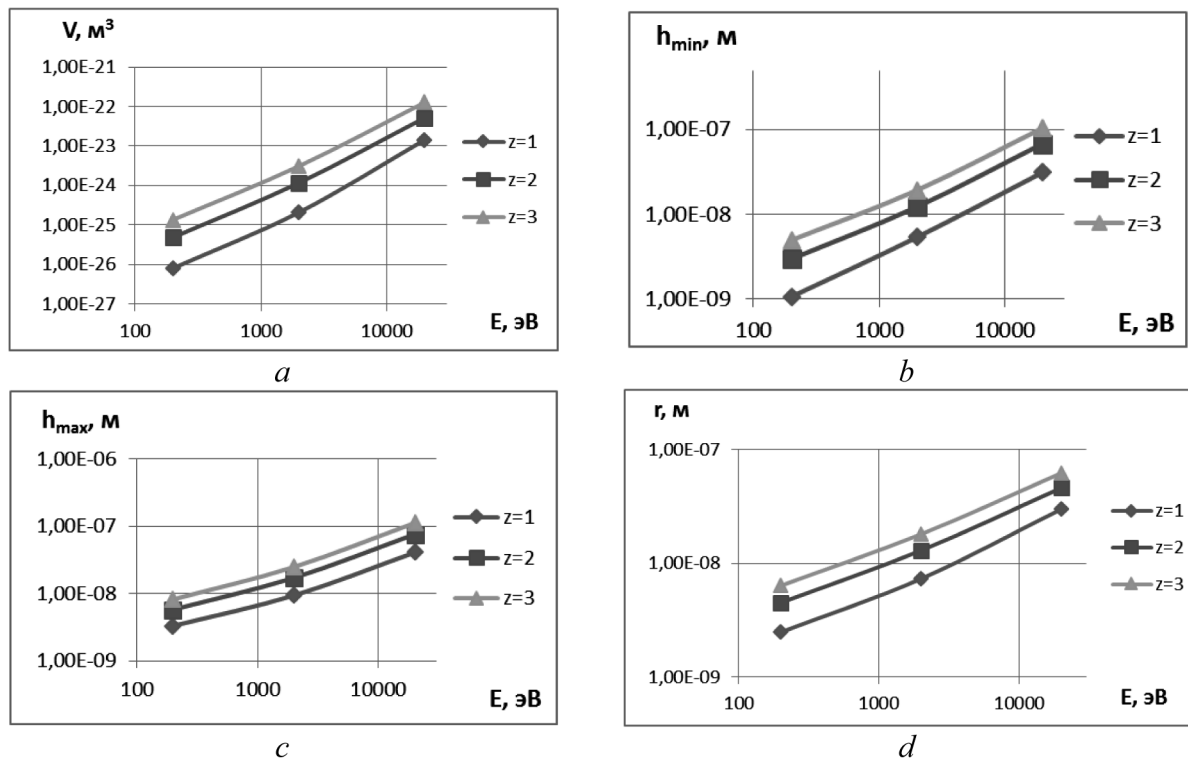 V, м³
1,00E-21
1,00E-22
1,00E-23
1,00E-24
1,00E-25
1,00E-26
1,00E-27
100 1000 10000
E, эВ
z=1
z=2
z=3
a
hmin, м
1,00E-07
1,00E-08
1,00E-09
100 1000 10000
E, эВ
z=1
z=2
z=3
b
hmax, м
1,00E-06
1,00E-07
1,00E-08
1,00E-09
100 1000 10000
E, эВ
z=1
z=2
z=3
c
r, м
1,00E-07
1,00E-08
1,00E-09
100 1000 10000
E, эВ
z=1
z=2
z=3
d